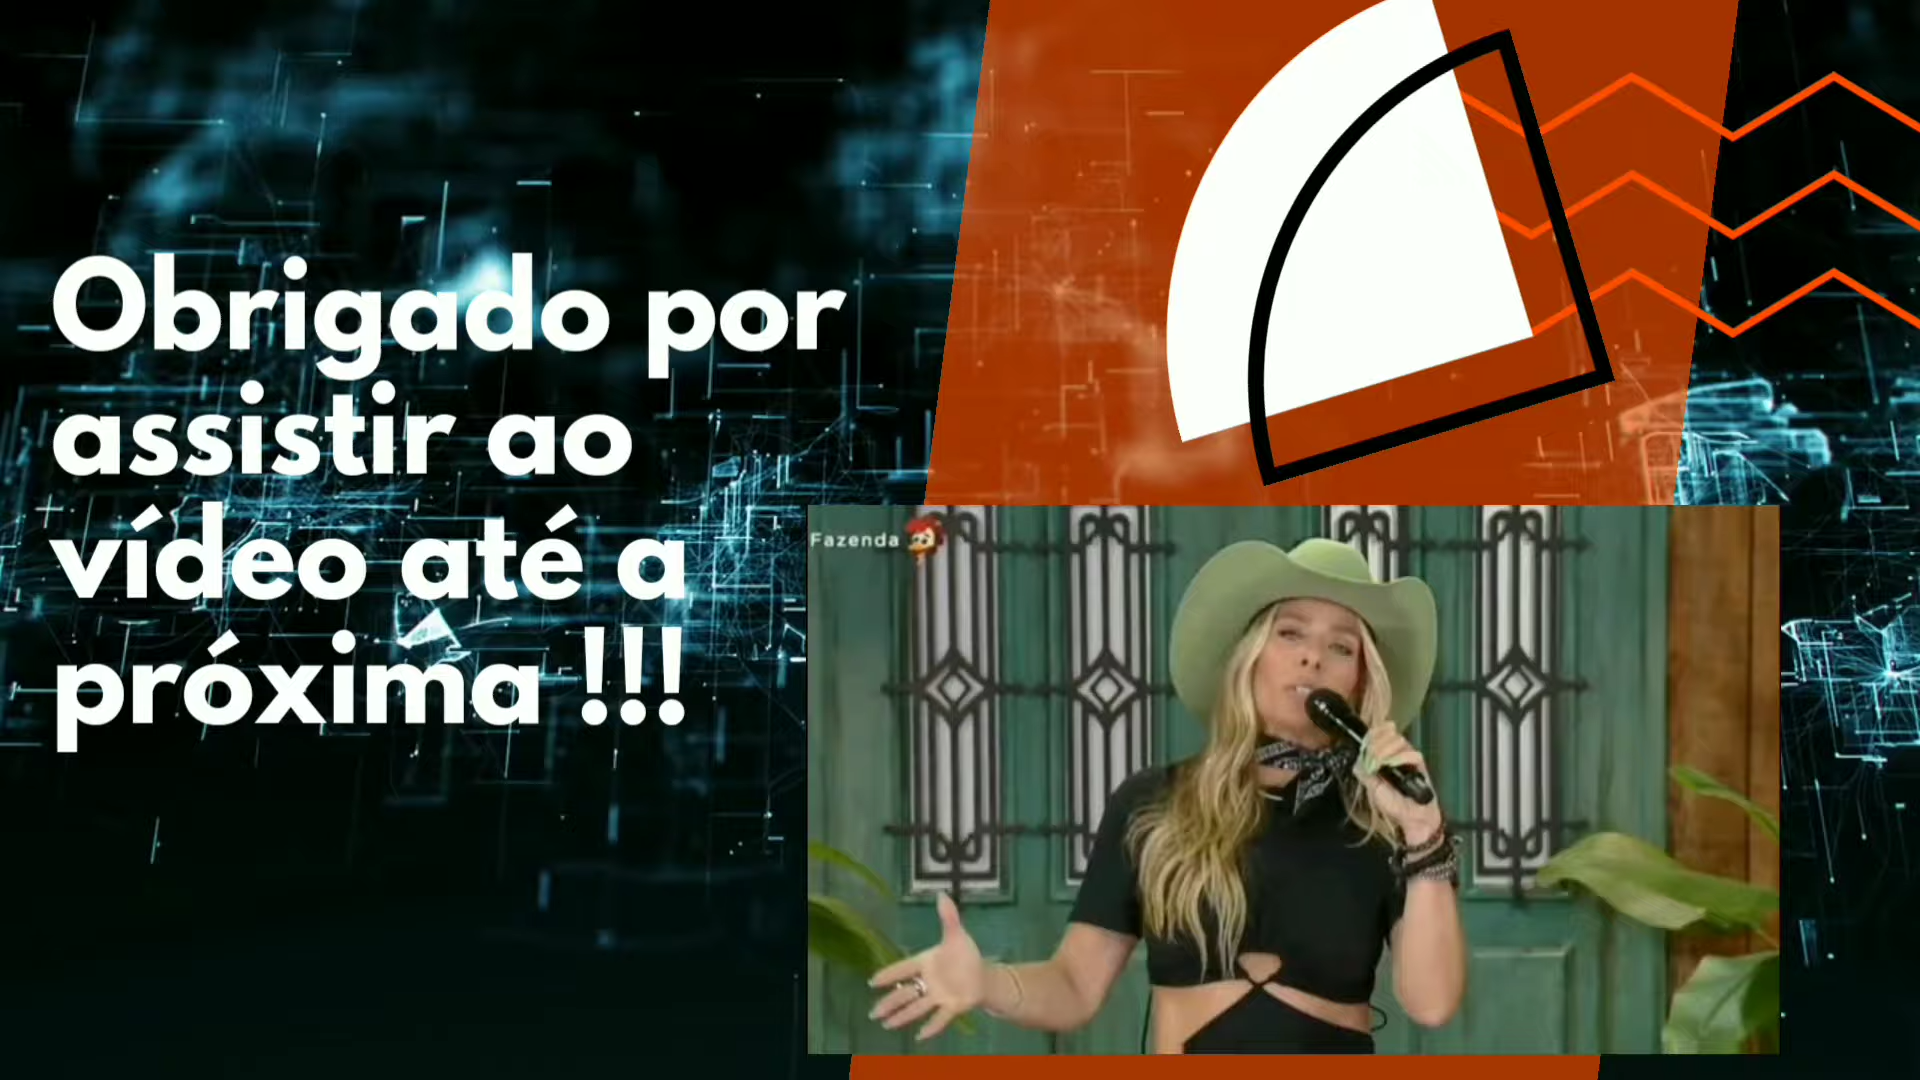 Obrigado por
assistir ao
vídeo até a
próxima !!!
Fazenda